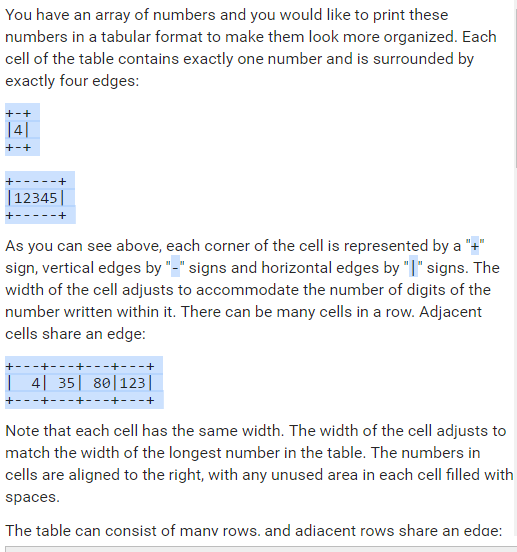 You have an array of numbers and you would like to print these
numbers in a tabular format to make them look more organized. Each
cell of the table contains exactly one number and is surrounded by
exactly four edges:
+-+
|4|
+-+
+-----+
|12345|
+-----+
As you can see above, each corner of the cell is represented by a "+"
sign, vertical edges by "-" signs and horizontal edges by "|" signs. The
width of the cell adjusts to accommodate the number of digits of the
number written within it. There can be many cells in a row. Adjacent
cells share an edge:
+---+---+---+---+
|  4| 35| 80|123|
+---+---+---+---+
Note that each cell has the same width. The width of the cell adjusts to
match the width of the longest number in the table. The numbers in
cells are aligned to the right, with any unused area in each cell filled with
spaces.
The table can consist of many rows, and adjacent rows share an edge: